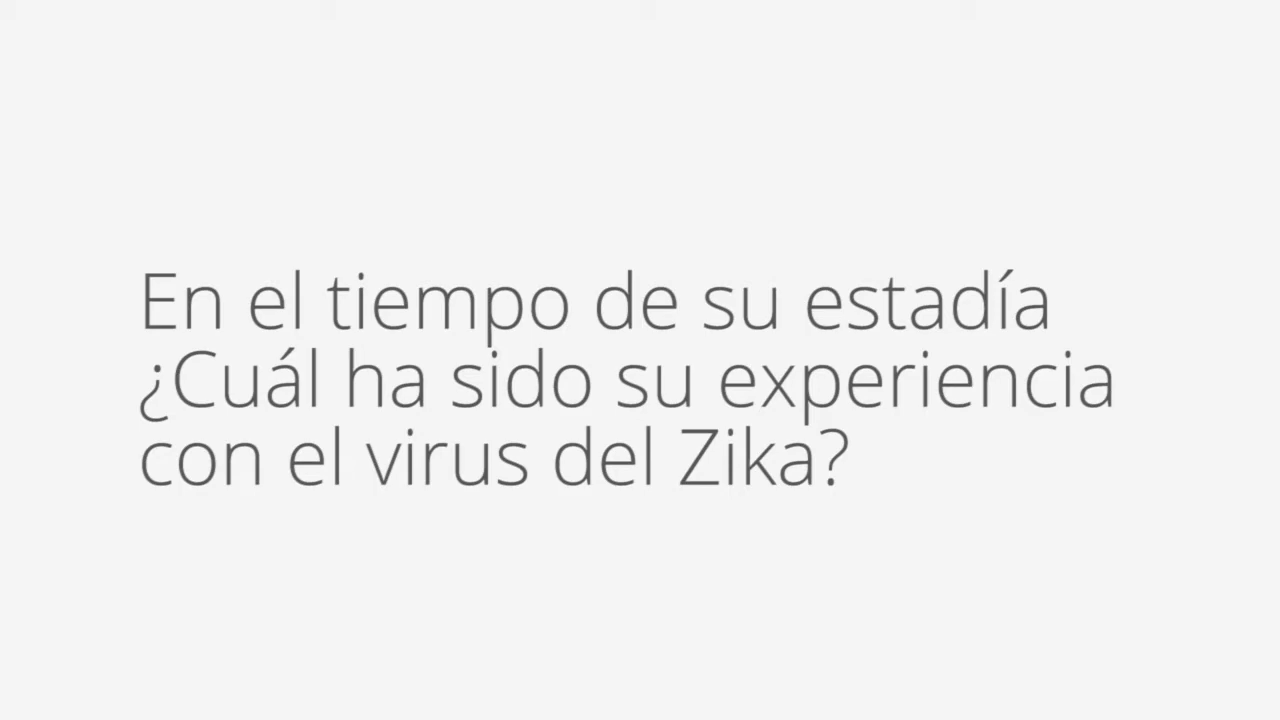 En el tiempo de su estadía
¿Cuál ha sido su experiencia
con el virus del Zika?